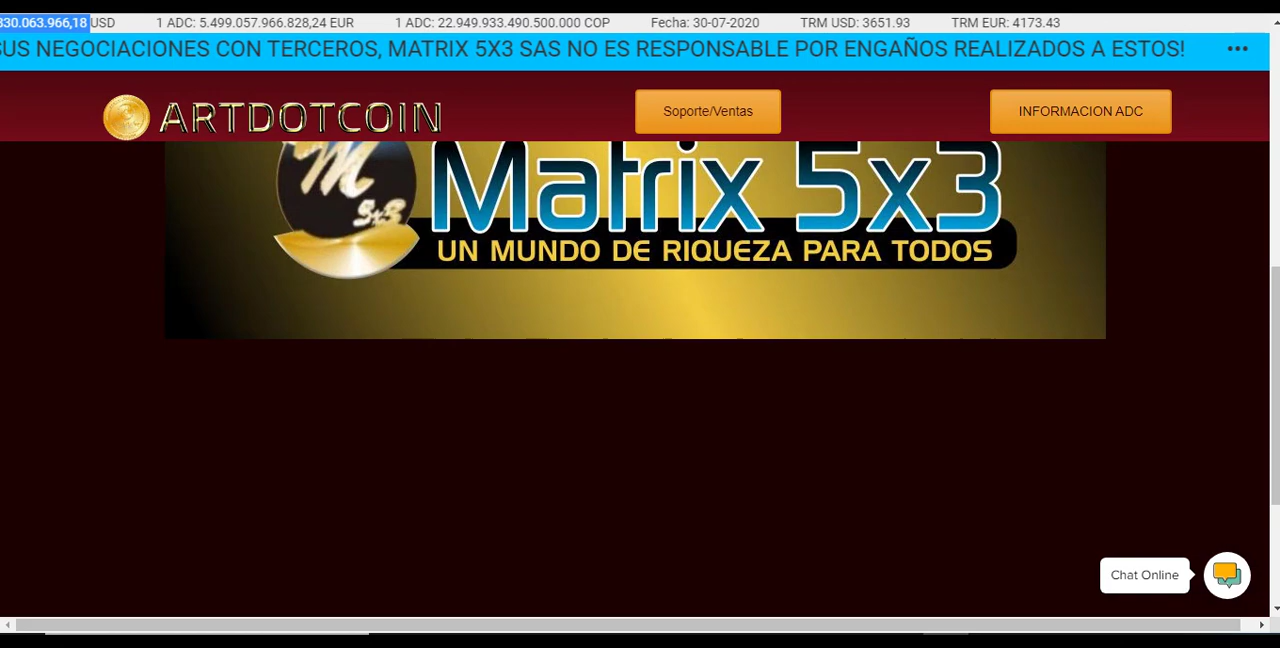 830.063.966,18 USD 1 ADC: 5.499.057.966.828,24 EUR 1 ADC: 22.949.933.490.500.000 COP Fecha: 30-07-2020 TRM USD: 3651.93 TRM EUR: 4173.43
SUS NEGOCIACIONES CON TERCEROS, MATRIX 5X3 SAS NO ES RESPONSABLE POR ENGAÑOS REALIZADOS A ESTOS! •••
ARTDOTCOIN
Soporte/Ventas
INFORMACION ADC
M
5x3
Matrix 5x3
UN MUNDO DE RIQUEZA PARA TODOS
Chat Online